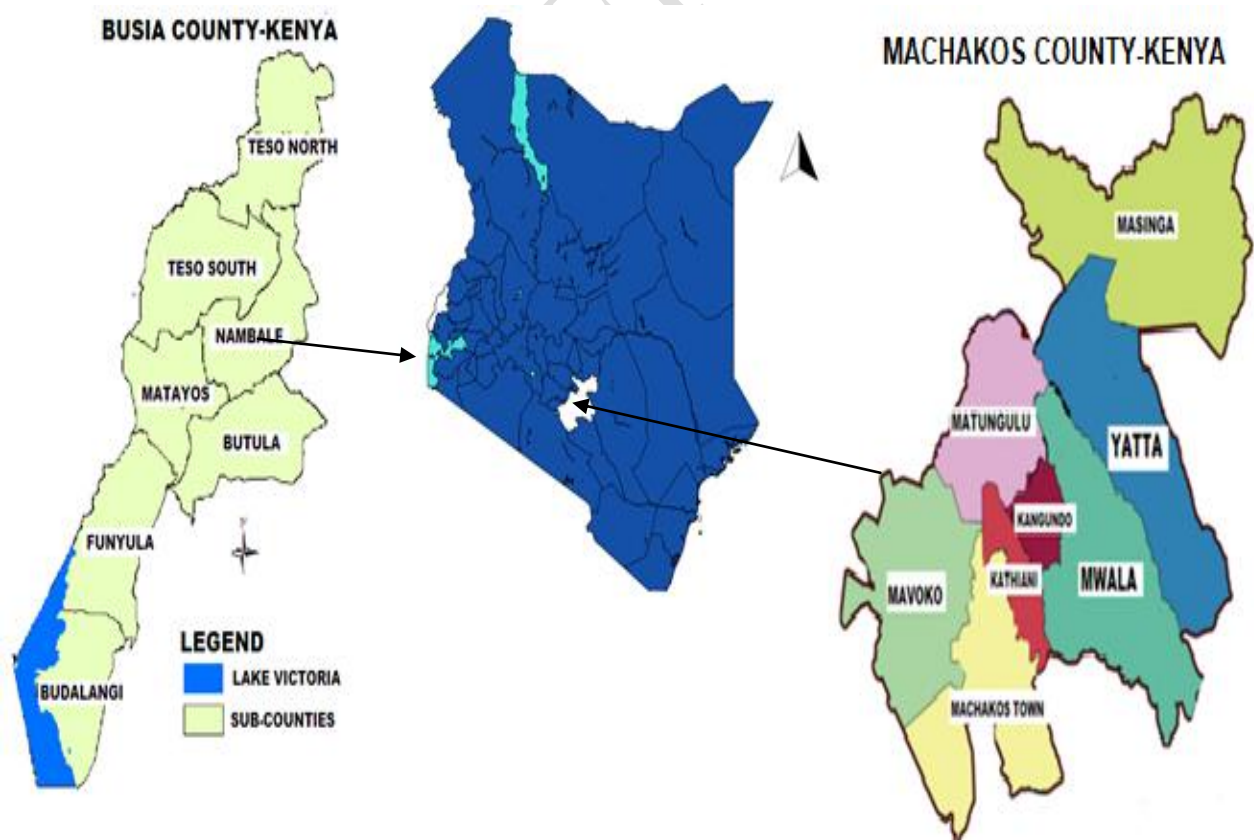 BUSIA COUNTY-KENYA
TESO NORTH
TESO SOUTH
NAMBALE
MATAYOS
BUTULA
FUNYULA
BUDALANGI
LEGEND
LAKE VICTORIA
SUB-COUNTIES
MACHAKOS COUNTY-KENYA
MASINGA
MATUNGULU
YATTA
KANGUNDO
KATHIANI
MWALA
MAVOKO
MACHAKOS TOWN